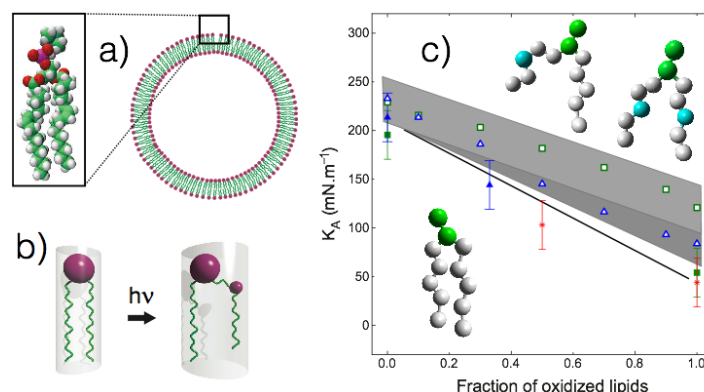 a)
b)
hν
c)
K_A (mN.m⁻¹)
300
250
200
150
100
50
0
0.0 0.2 0.4 0.6 0.8 1.0
Fraction of oxidized lipids